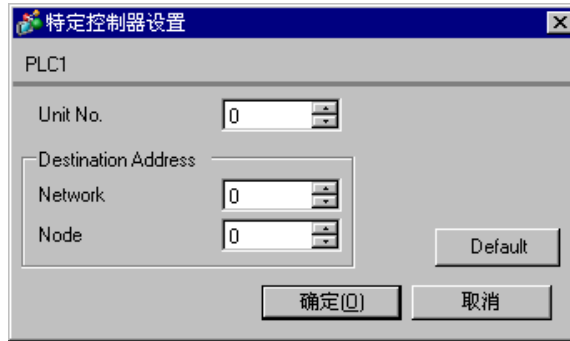 特定控制器设置
PLC1
Unit No. 0
Destination Address
Network 0
Node 0
Default
确定(O) 取消